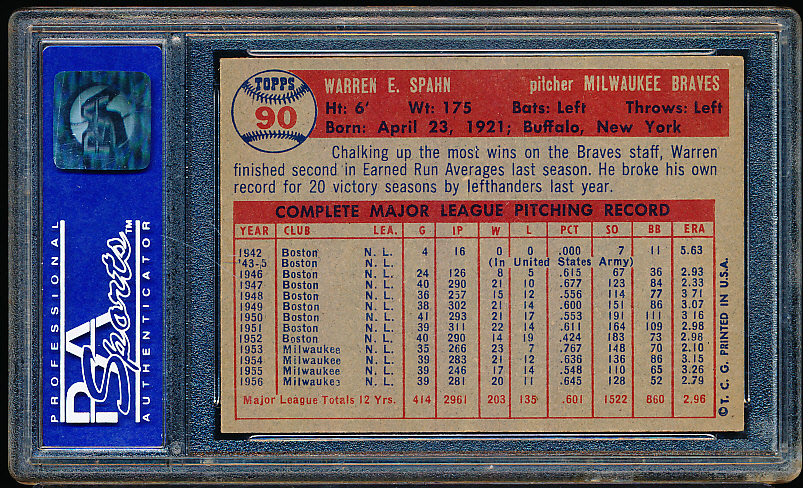 PROFESSIONAL
PSA
Sports™
AUTHENTICATOR
TOPPS
90
WARREN E. SPAHN pitcher MILWAUKEE BRAVES
Ht: 6' Wt: 175 Bats: Left Throws: Left
Born: April 23, 1921; Buffalo, New York
Chalking up the most wins on the Braves staff, Warren
finished second in Earned Run Averages last season. He broke his own
record for 20 victory seasons by lefthanders last year.
COMPLETE MAJOR LEAGUE PITCHING RECORD
YEAR CLUB LEA. G IP W L PCT SO BB ERA
1942 Boston N. L. 4 16 0 0 .000 7 11 5.63
'43-5 Boston N. L. (In United States Army)
1946 Boston N. L. 24 126 8 5 .615 67 36 2.93
1947 Boston N. L. 40 290 21 10 .677 123 84 2.33
1948 Boston N. L. 36 257 15 12 .556 114 77 3.71
1949 Boston N. L. 38 302 21 14 .600 151 86 3.07
1950 Boston N. L. 41 293 21 17 .553 191 111 3.16
1951 Boston N. L. 39 311 22 14 .611 164 109 2.98
1952 Boston N. L. 40 290 14 19 .424 183 73 2.98
1953 Milwaukee N. L. 35 266 23 7 .767 148 70 2.10
1954 Milwaukee N. L. 39 283 21 12 .636 136 86 3.15
1955 Milwaukee N. L. 39 246 17 14 .548 110 65 3.26
1956 Milwaukee N. L. 39 281 20 11 .645 128 52 2.79
Major League Totals 12 Yrs. 414 2961 203 135 .601 1522 860 2.96
© T. C. G. PRINTED IN U.S.A.